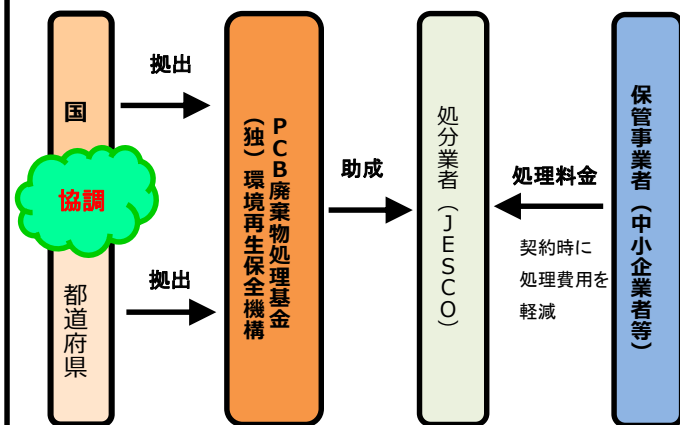 国
協調
都道府県
拠出
拠出
PCB廃棄物処理基金
（独）環境再生保全機構
助成
処分業者（JESCO）
処理料金
契約時に
処理費用を
軽減
保管事業者（中小企業者等）